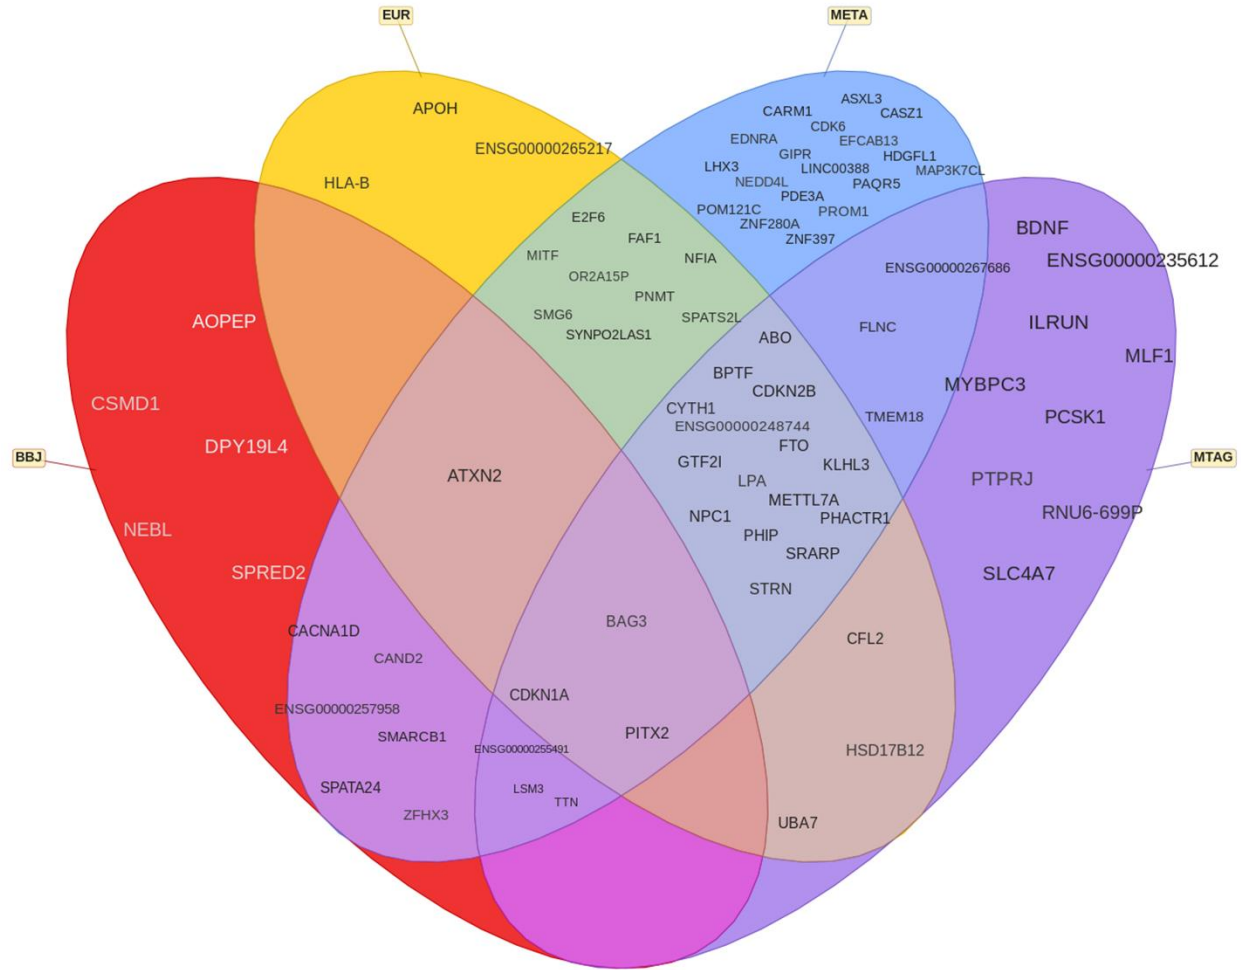 EUR
META
APOH
ENSG00000265217
HLA-B
CARM1
ASXL3
CASZ1
CDK6
EDNRA
EFCAB13
GIPR
HDGFL1
LHX3
LINC00388
MAP3K7CL
NEDD4L
PAQR5
PDE3A
POM121C
PROM1
ZNF280A
ZNF397
E2F6
FAF1
MITF
NFIA
OR2A15P
PNMT
SMG6
SPATS2L
SYNPO2LAS1
BDNF
ENSG00000235612
ENSG00000267686
FLNC
ILRUN
MLF1
MYBPC3
TMEM18
PCSK1
PTPRJ
RNU6-699P
SLC4A7
MTAG
AOPEP
CSMD1
DPY19L4
BBJ
NEBL
SPRED2
ATXN2
ABO
BPTF
CDKN2B
CYTH1
ENSG00000248744
FTO
GTF2I
KLHL3
LPA
METTL7A
NPC1
PHACTR1
PHIP
SRARP
STRN
BAG3
CDKN1A
PITX2
CFL2
HSD17B12
UBA7
CACNA1D
CAND2
ENSG00000257958
SMARCB1
SPATA24
ZFHX3
ENSG00000255491
LSM3
TTN